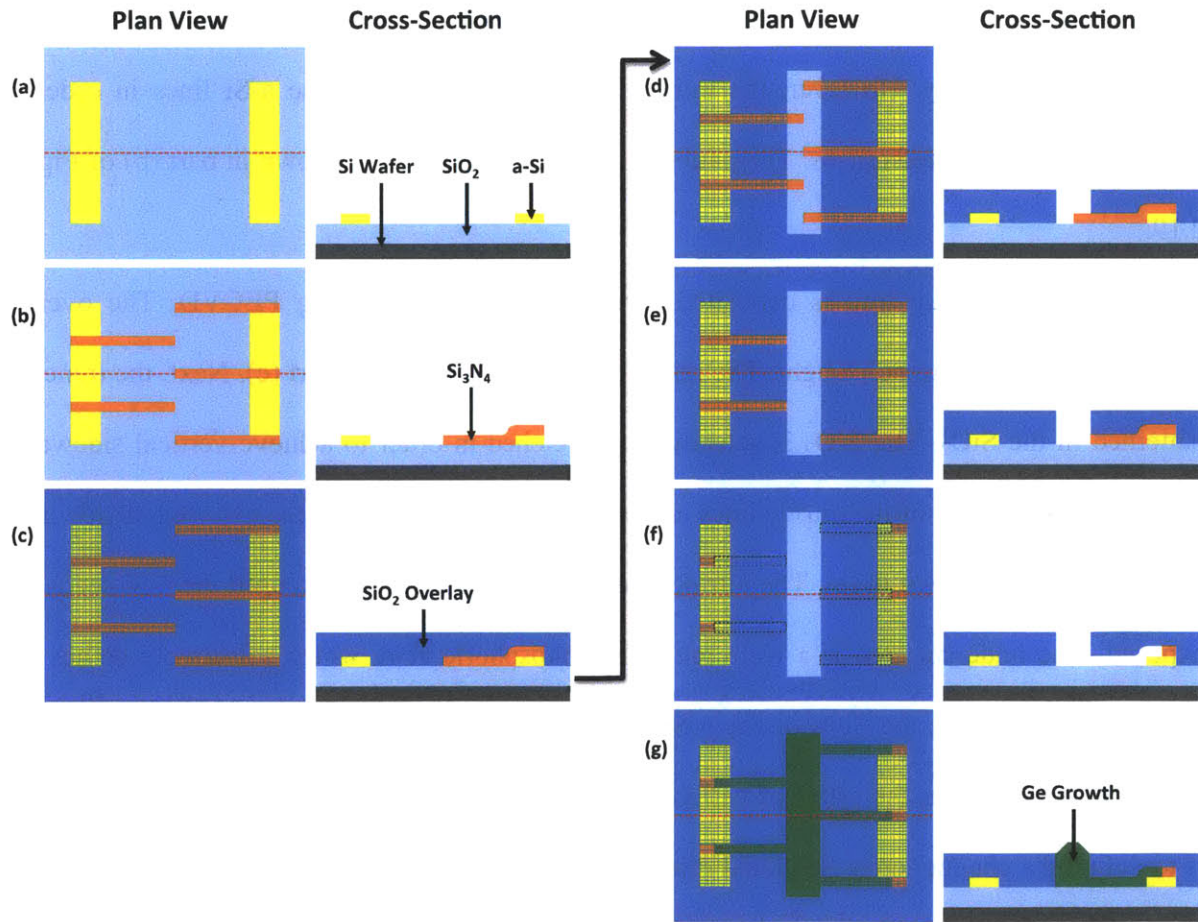 Plan View
Cross-Section
(a)
Si Wafer
SiO₂
a-Si
(b)
Si₃N₄
(c)
SiO₂ Overlay
Plan View
Cross-Section
(d)
(e)
(f)
(g)
Ge Growth